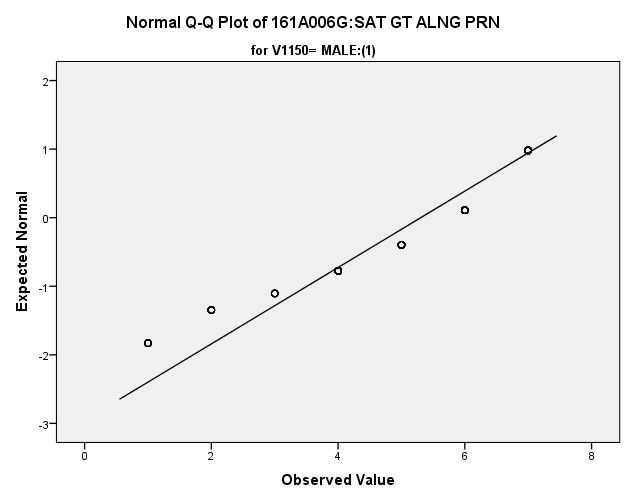 Normal Q-Q Plot of 161A006G:SAT GT ALNG PRN
for V1150= MALE:(1)
Expected Normal
2
1
0
-1
-2
-3
0 2 4 6 8
Observed Value